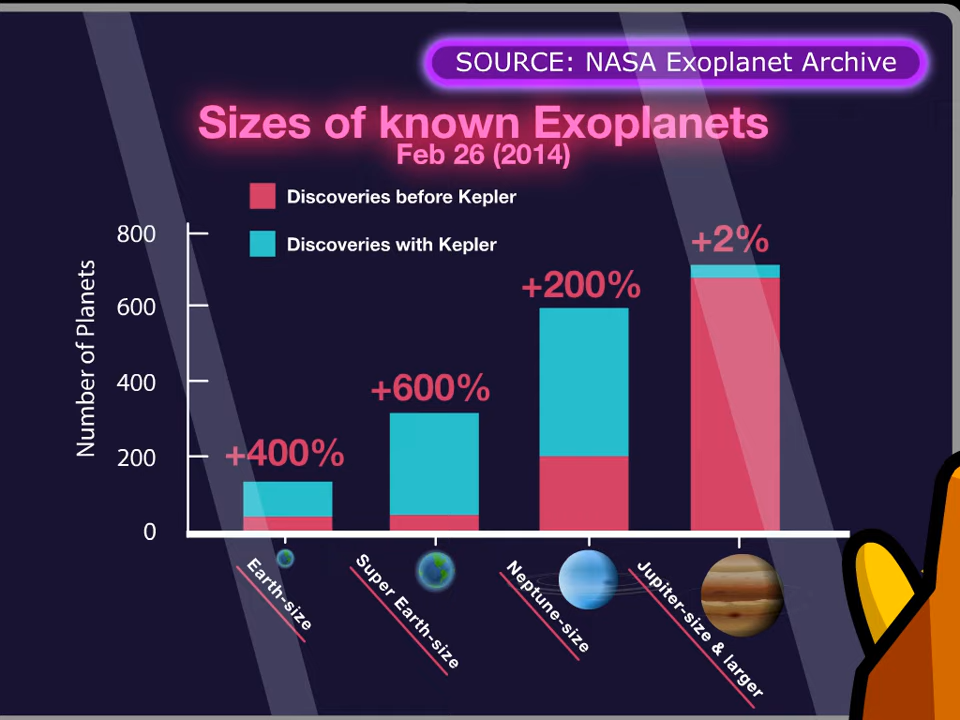 SOURCE: NASA Exoplanet Archive
Sizes of known Exoplanets
Feb 26 (2014)
Discoveries before Kepler
Discoveries with Kepler
Number of Planets
800
600
400
200
0
+400%
+600%
+200%
+2%
Earth-size
Super Earth-size
Neptune-size
Jupiter-size & larger